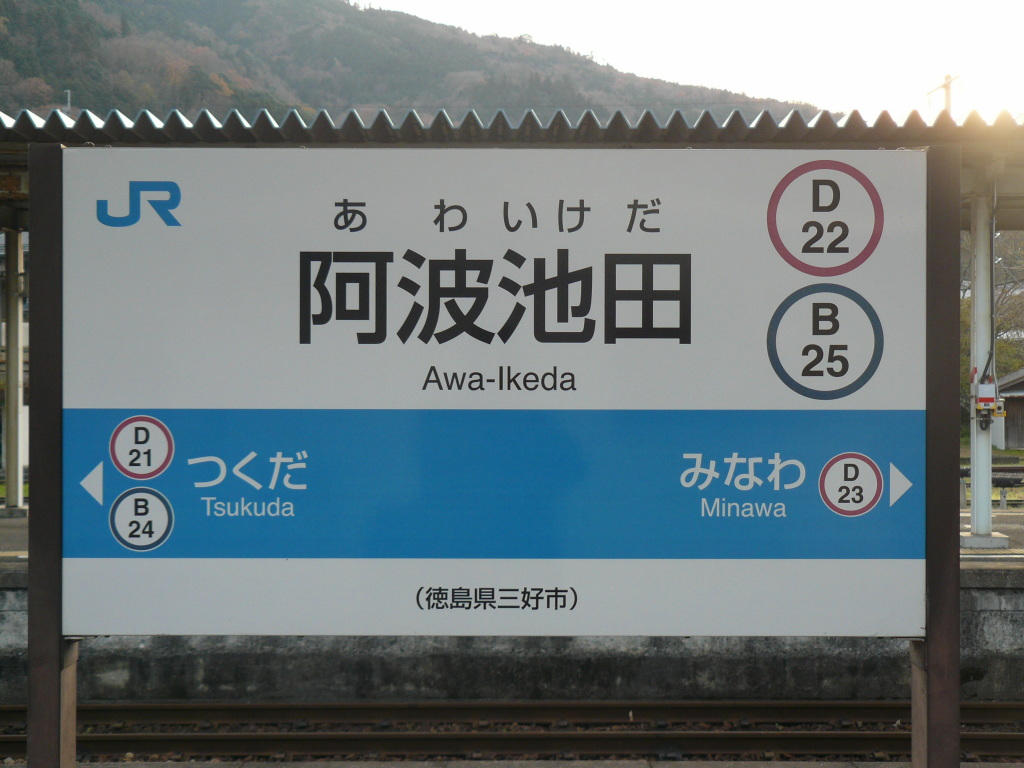 JR
D
22
あわいけだ
阿波池田
Awa-Ikeda
B
25
D
21
つくだ
Tsukuda
B
24
みなわ
Minawa
D
23
（徳島県三好市）